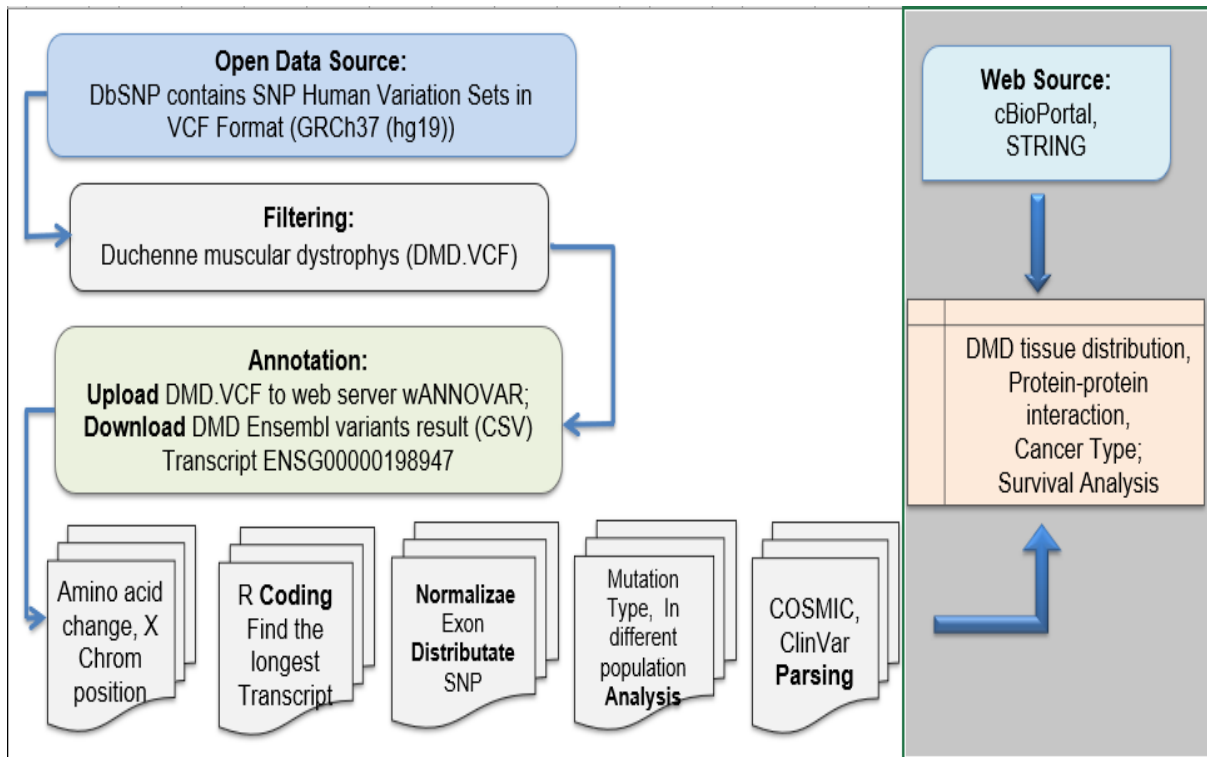 Open Data Source:
DbSNP contains SNP Human Variation Sets in
VCF Format (GRCh37 (hg19))
Filtering:
Duchenne muscular dystrophys (DMD.VCF)
Annotation:
Upload DMD.VCF to web server wANNOVAR;
Download DMD Ensembl variants result (CSV)
Transcript ENSG00000198947
Amino acid
change, X
Chrom
position
R Coding
Find the
longest
Transcript
Normalizae
Exon
Distributate
SNP
Mutation
Type, In
different
population
Analysis
COSMIC,
ClinVar
Parsing
Web Source:
cBioPortal,
STRING
DMD tissue distribution,
Protein-protein
interaction,
Cancer Type;
Survival Analysis